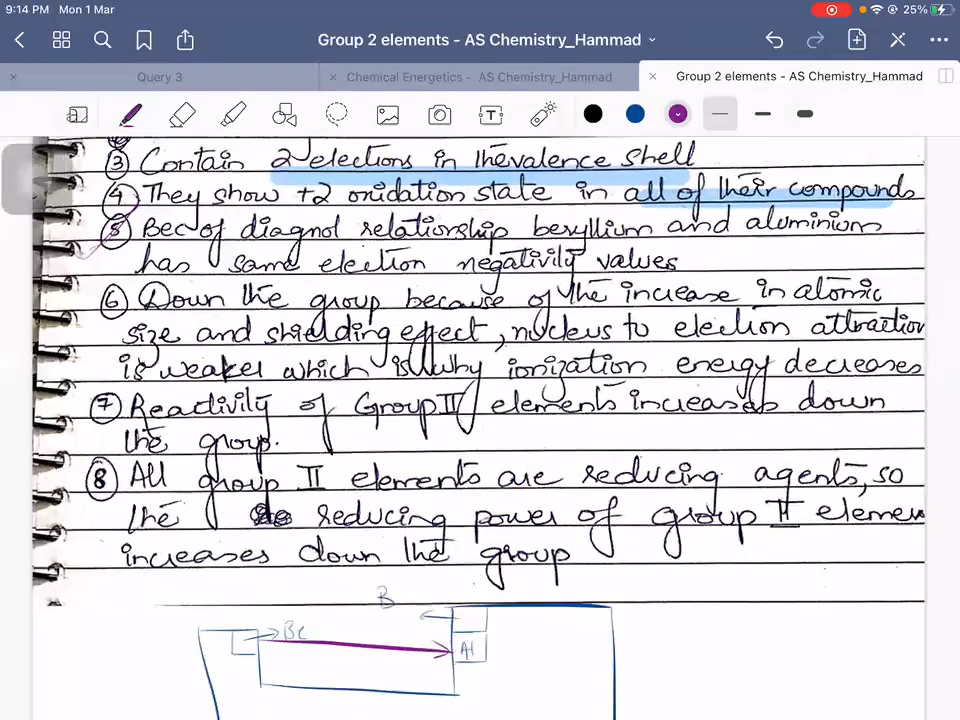 9:14 PM Mon 1 Mar
25%
Group 2 elements - AS Chemistry_Hammad
Query 3
Chemical Energetics - AS Chemistry_Hammad
Group 2 elements - AS Chemistry_Hammad
③ Contain 2 electrons in the valence shell
④ They show +2 oxidation state in all of their compounds
⑤ Bec of diagnol relationship beryllium and aluminium
has same election negativity values
⑥ Down the group because of the increase in atomic
size and shielding effect, nucleus to election attraction
is weaker which is why ionization energy decreases
⑦ Reactivity of Group II elements increases down
the group.
⑧ All group II elements are reducing agents, so
the reducing power of group II elemen
increases down the group
B
Be
Al